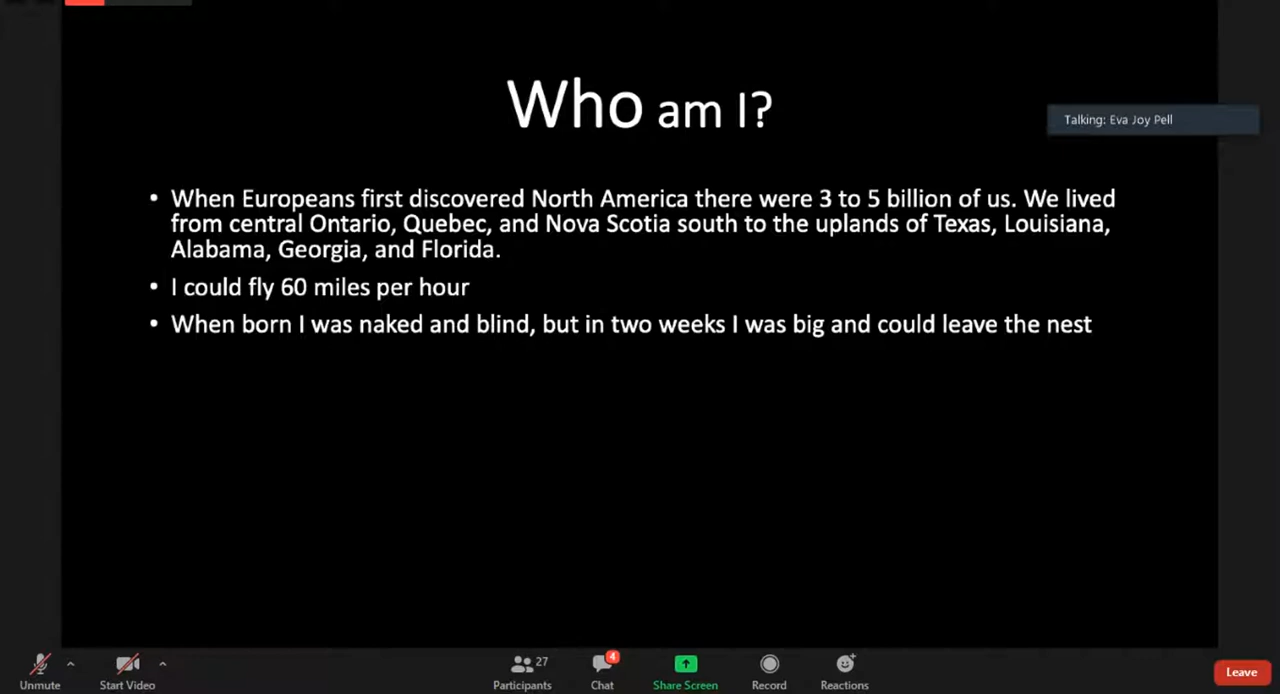 Who am I?
Talking: Eva Joy Pell
• When Europeans first discovered North America there were 3 to 5 billion of us. We lived
from central Ontario, Quebec, and Nova Scotia south to the uplands of Texas, Louisiana,
Alabama, Georgia, and Florida.
• I could fly 60 miles per hour
• When born I was naked and blind, but in two weeks I was big and could leave the nest
27
4
Unmute
Start Video
Participants
Chat
Share Screen
Record
Reactions
Leave